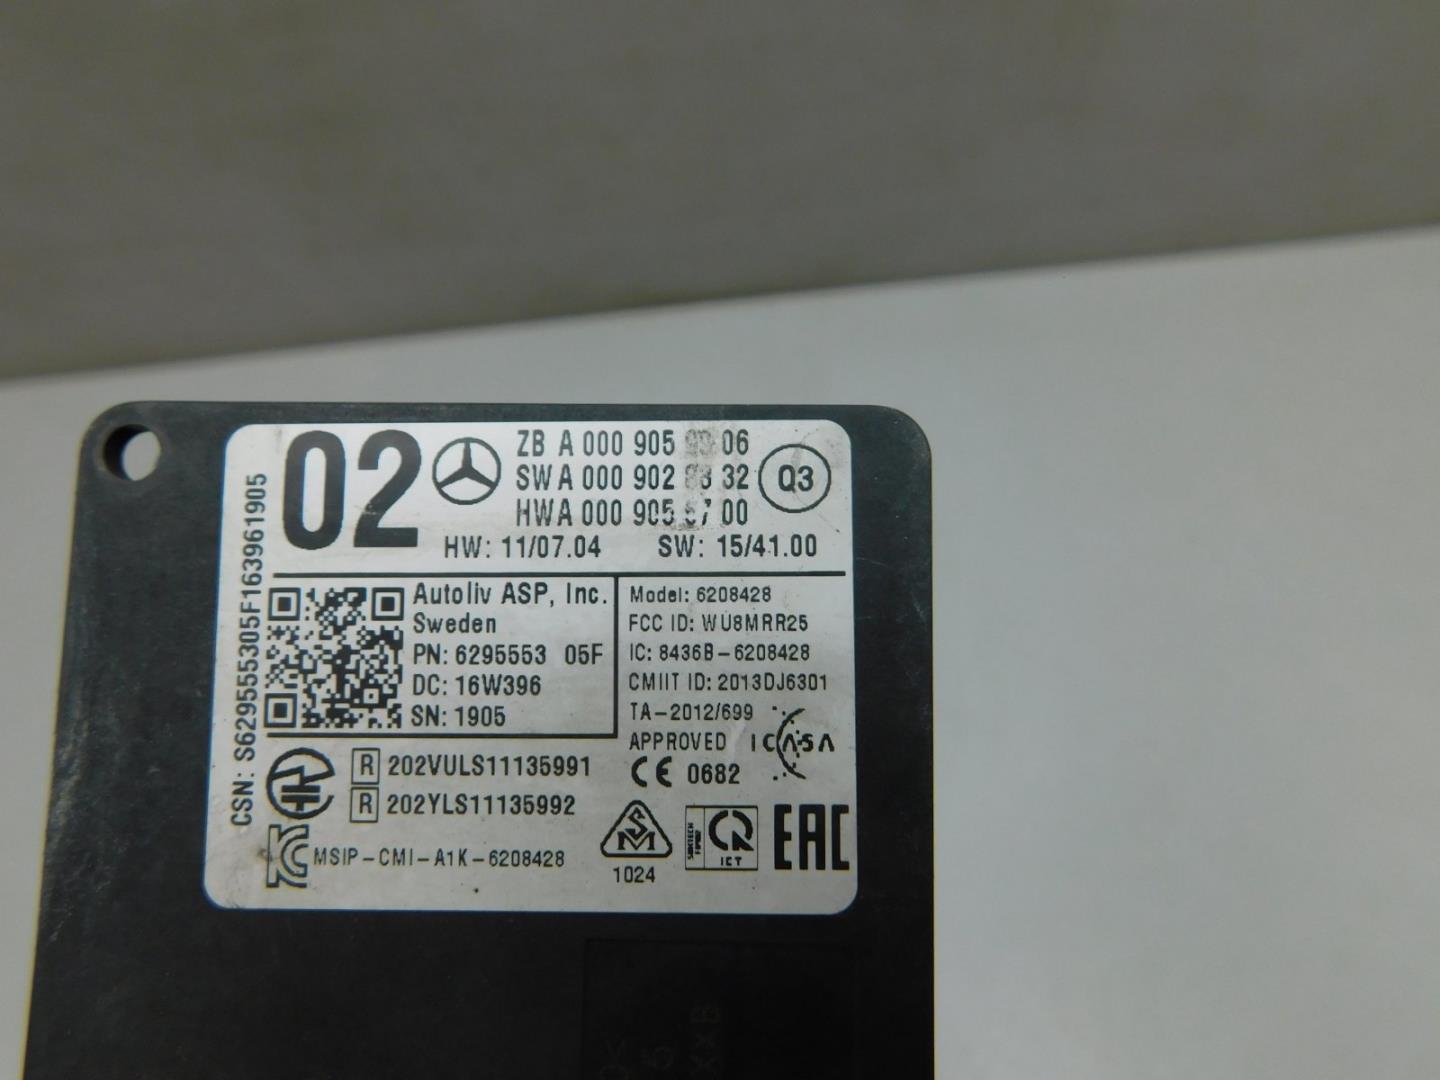 02
ZB A 000 905 06
SW A 000 902 32
HW A 000 905 00
Q3
HW: 11/07.04 SW: 15/41.00
CSN: S629555305F163961905
Autoliv ASP, Inc.
Sweden
PN: 6295553 05F
DC: 16W396
SN: 1905
Model: 6208428
FCC ID: WU8MRR25
IC: 8436B-6208428
CMIIT ID: 2013DJ6301
TA-2012/699
APPROVED ICASA
CE 0682
R 202VULS11135991
R 202YLS11135992
MSIP-CMI-A1K-6208428
SM
1024
ICT
EAC